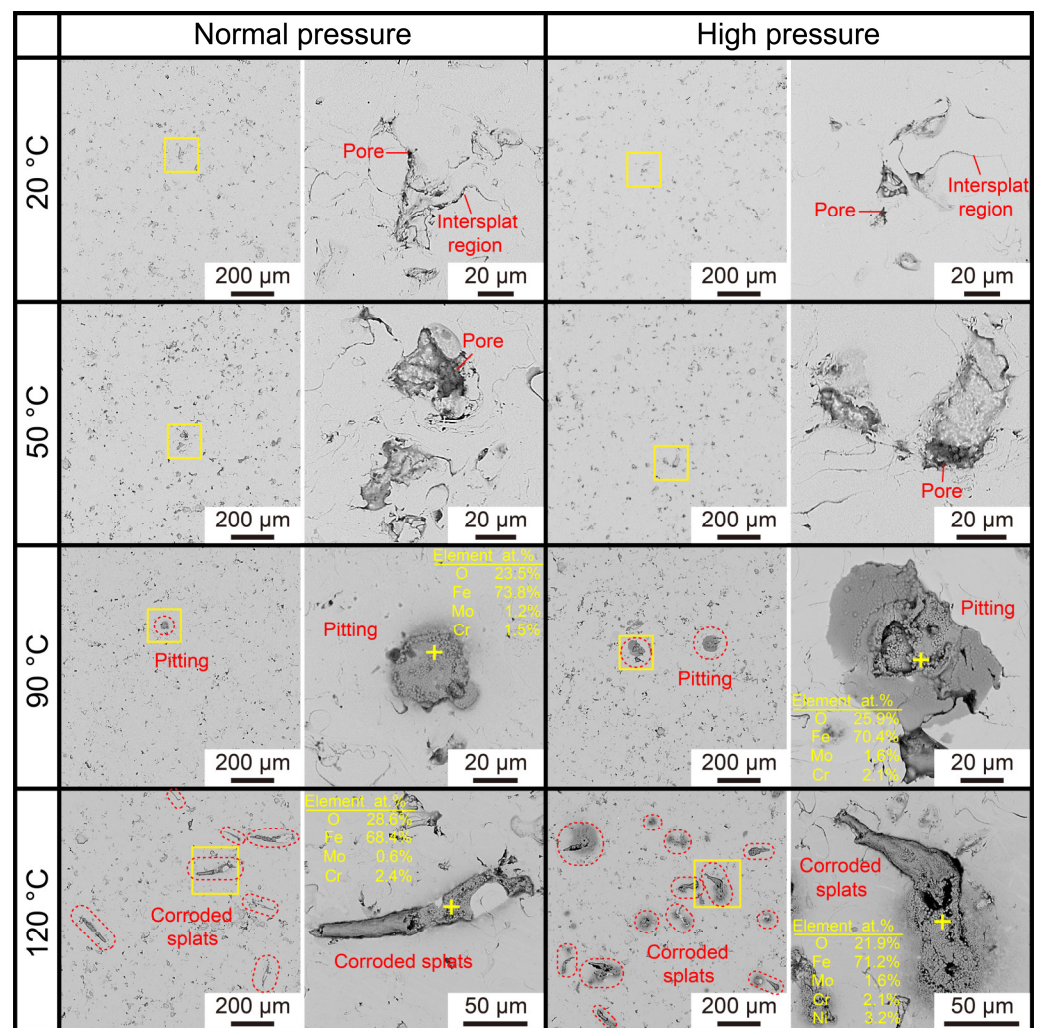 Normal pressure
High pressure
20 °C
Pore
Intersplat
region
200 µm
20 µm
Pore
Intersplat
region
200 µm
20 µm
50 °C
Pore
200 µm
20 µm
Pore
200 µm
20 µm
90 °C
Pitting
200 µm
Element at.%
O 23.5%
Fe 73.8%
Mo 1.2%
Cr 1.5%
Pitting
20 µm
Pitting
200 µm
Pitting
Element at.%
O 25.9%
Fe 70.4%
Mo 1.6%
Cr 2.1%
20 µm
120 °C
Corroded
splats
200 µm
Element at.%
O 28.6%
Fe 68.4%
Mo 0.6%
Cr 2.4%
Corroded splats
50 µm
Corroded
splats
200 µm
Corroded
splats
Element at.%
O 21.9%
Fe 71.2%
Mo 1.6%
Cr 2.1%
Ni 3.2%
50 µm